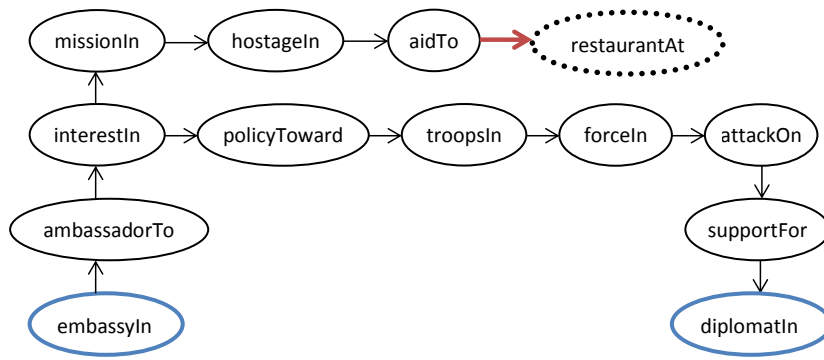 missionIn
hostageIn
aidTo
restaurantAt
interestIn
policyToward
troopsIn
forceIn
attackOn
ambassadorTo
supportFor
embassyIn
diplomatIn